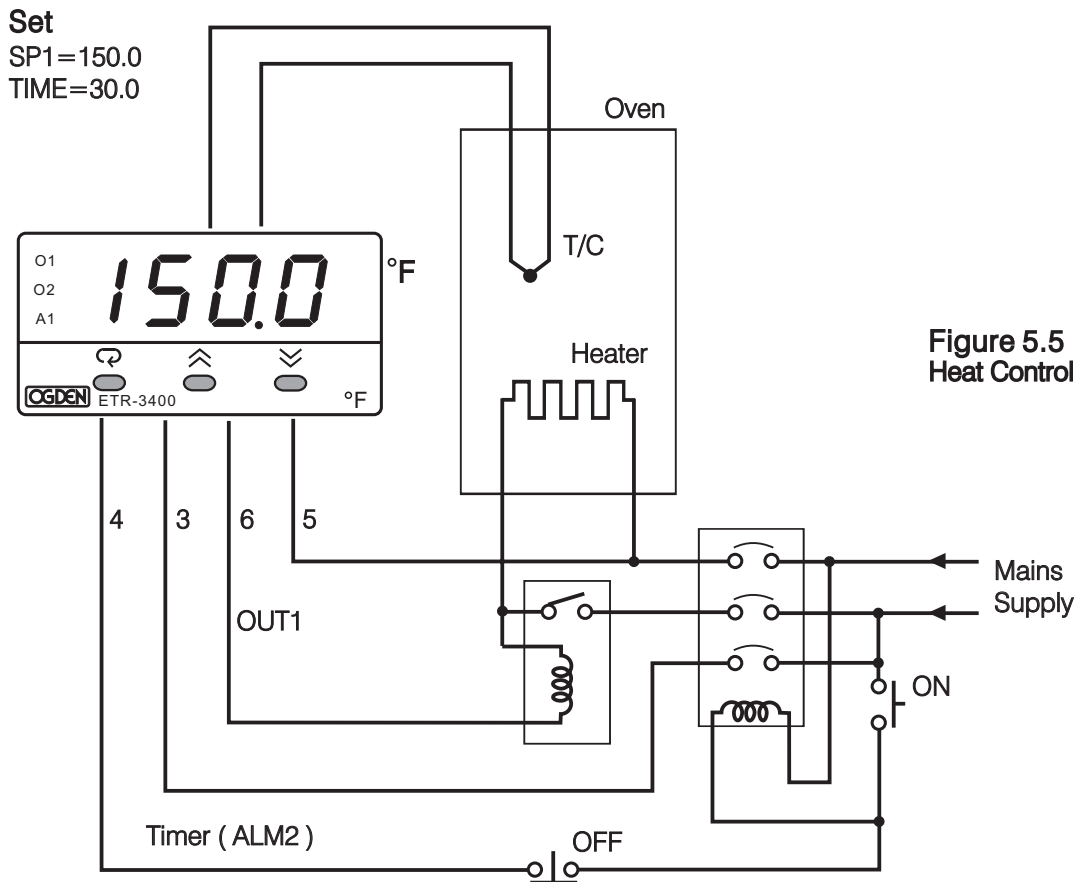 Set
SP1=150.0
TIME=30.0
Oven
T/C
O1
O2
A1
150.0
°F
Heater
Figure 5.5
Heat Control
OGDEN
ETR-3400
°F
4
3
6
5
OUT1
Mains
Supply
ON
Timer ( ALM2 )
OFF